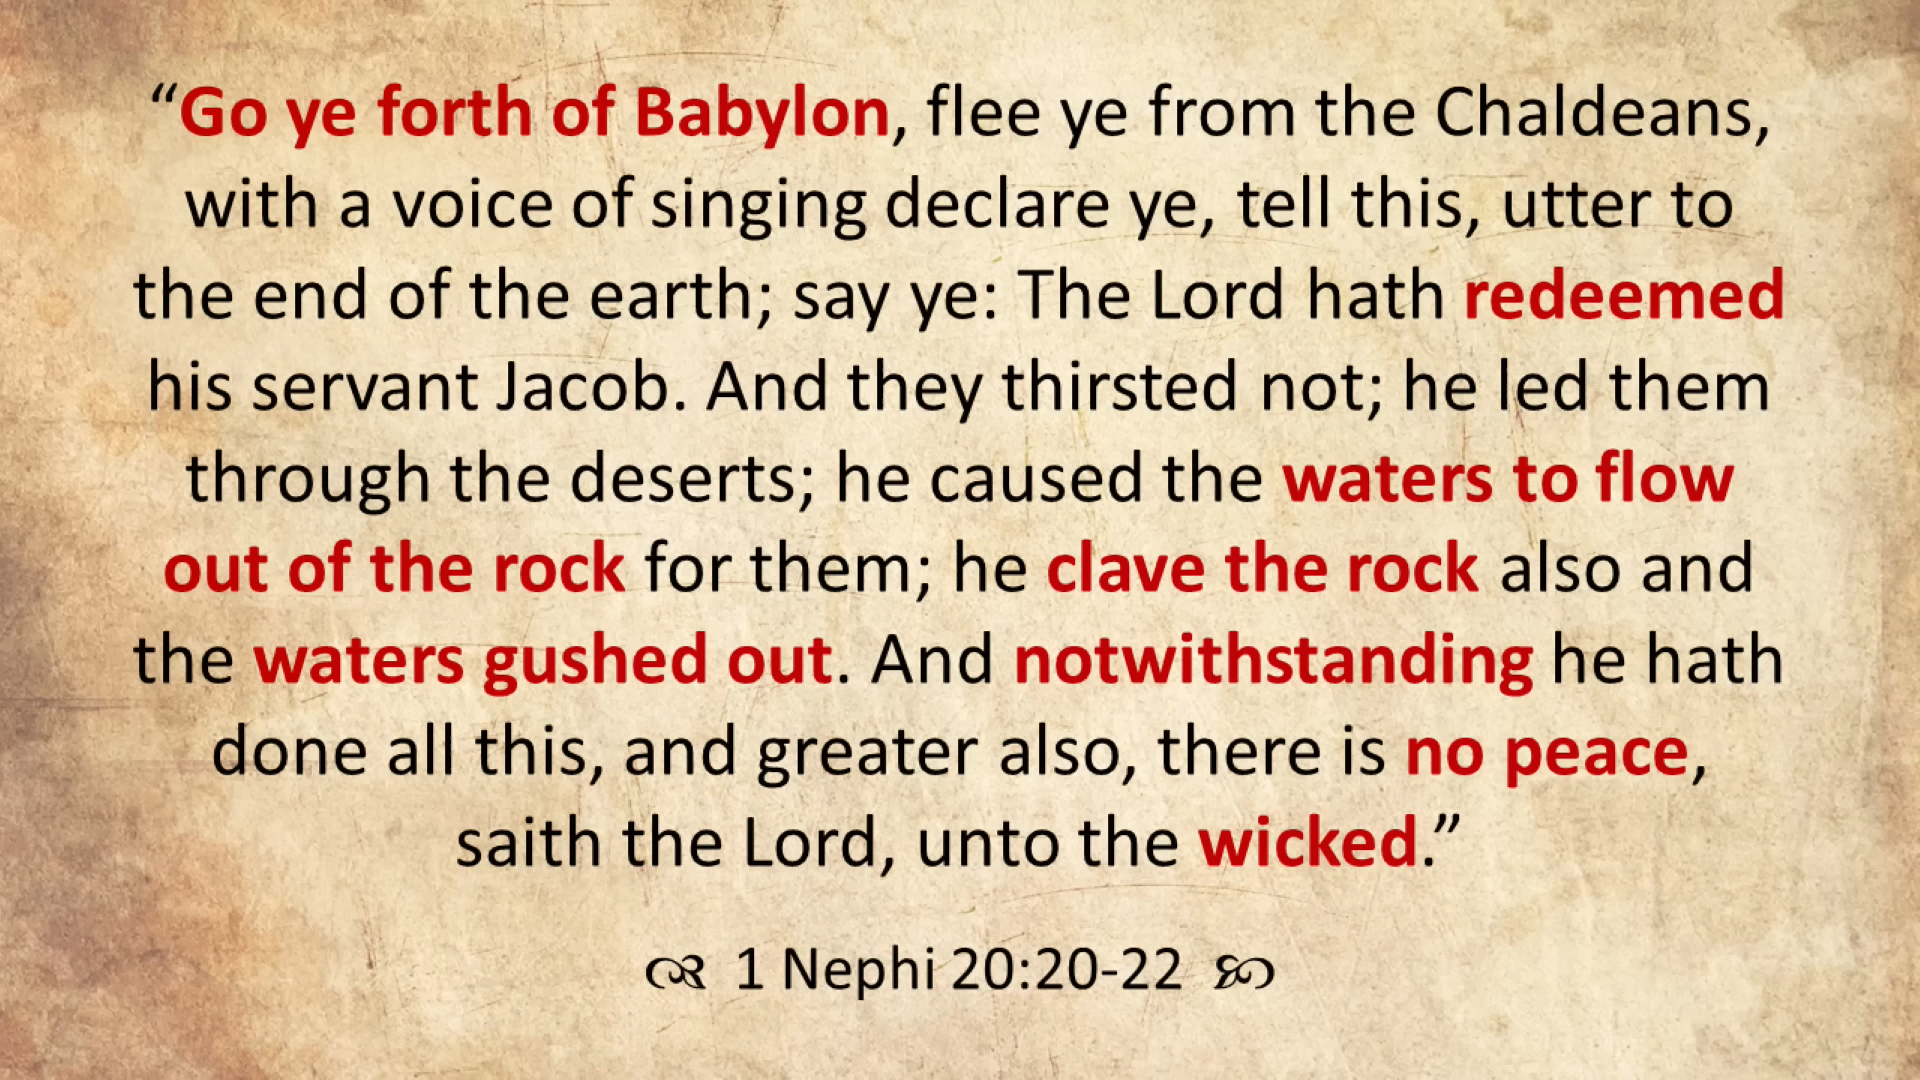 “Go ye forth of Babylon, flee ye from the Chaldeans,
with a voice of singing declare ye, tell this, utter to
the end of the earth; say ye: The Lord hath redeemed
his servant Jacob. And they thirsted not; he led them
through the deserts; he caused the waters to flow
out of the rock for them; he clave the rock also and
the waters gushed out. And notwithstanding he hath
done all this, and greater also, there is no peace,
saith the Lord, unto the wicked.”
1 Nephi 20:20-22